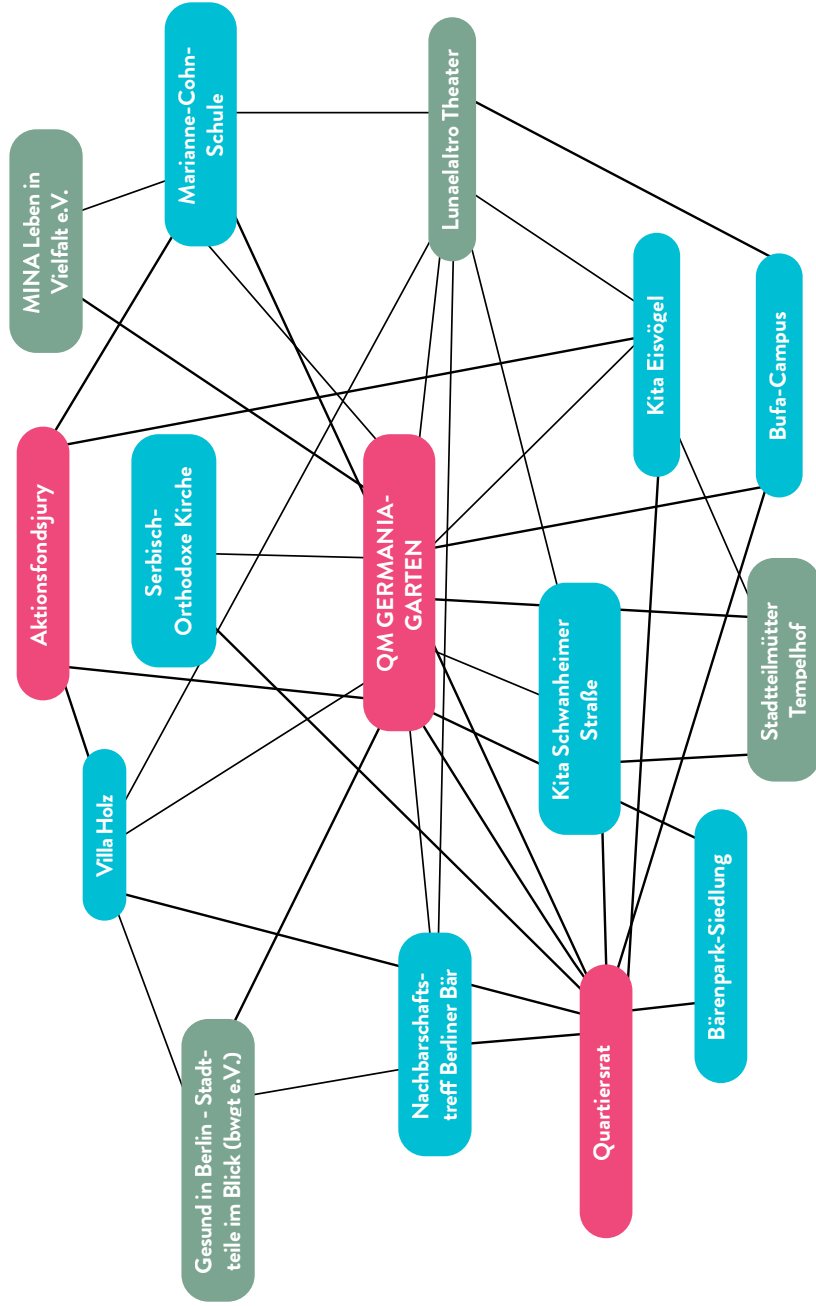 Gesund in Berlin - Stadt-
teile im Blick (bwgt e.V.)
Villa Holz
Aktionsfondsjury
MINA Leben in
Vielfalt e.V.
Serbisch-
Orthodoxe Kirche
Marianne-Cohn-
Schule
Nachbarschafts-
treff Berliner Bär
QM GERMANIA-
GARTEN
Lunaelaltro Theater
Quartiersrat
Kita Schwanheimer
Straße
Kita Eisvögel
Bärenpark-Siedlung
Stadtteilmütter
Tempelhof
Bufa-Campus